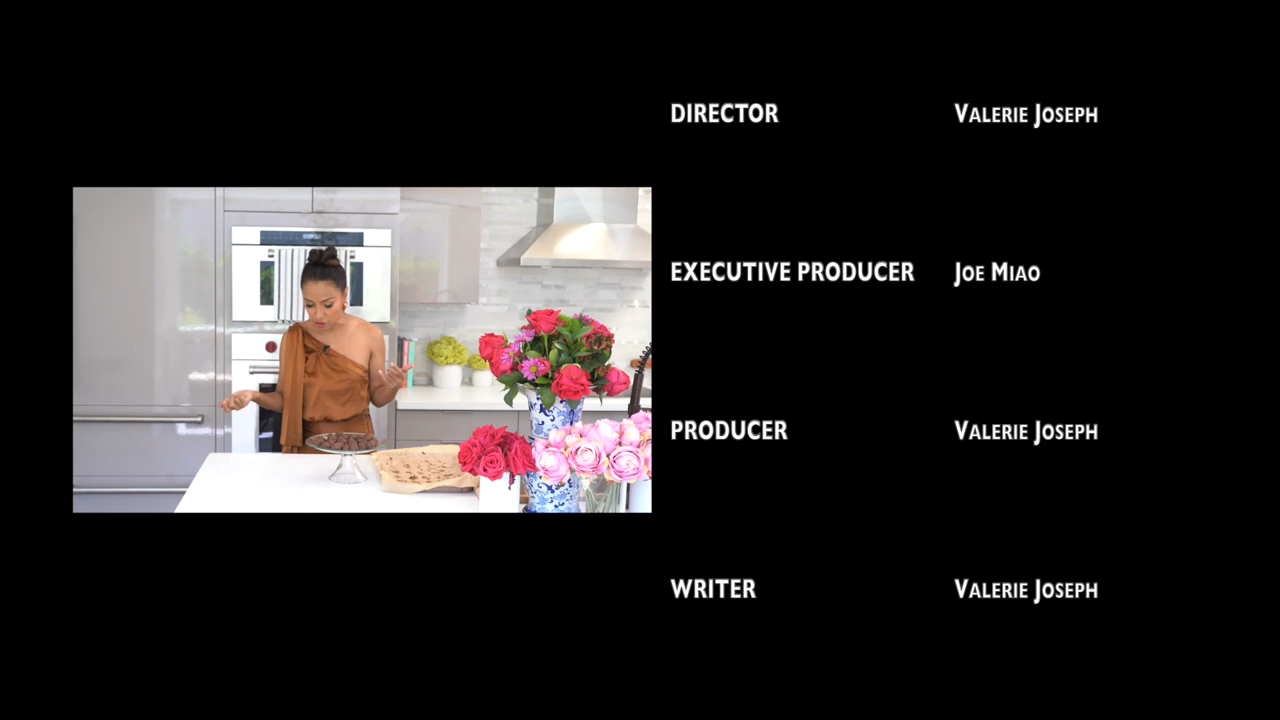 DIRECTOR Valerie Joseph
EXECUTIVE PRODUCER Joe Miao
PRODUCER Valerie Joseph
WRITER Valerie Joseph